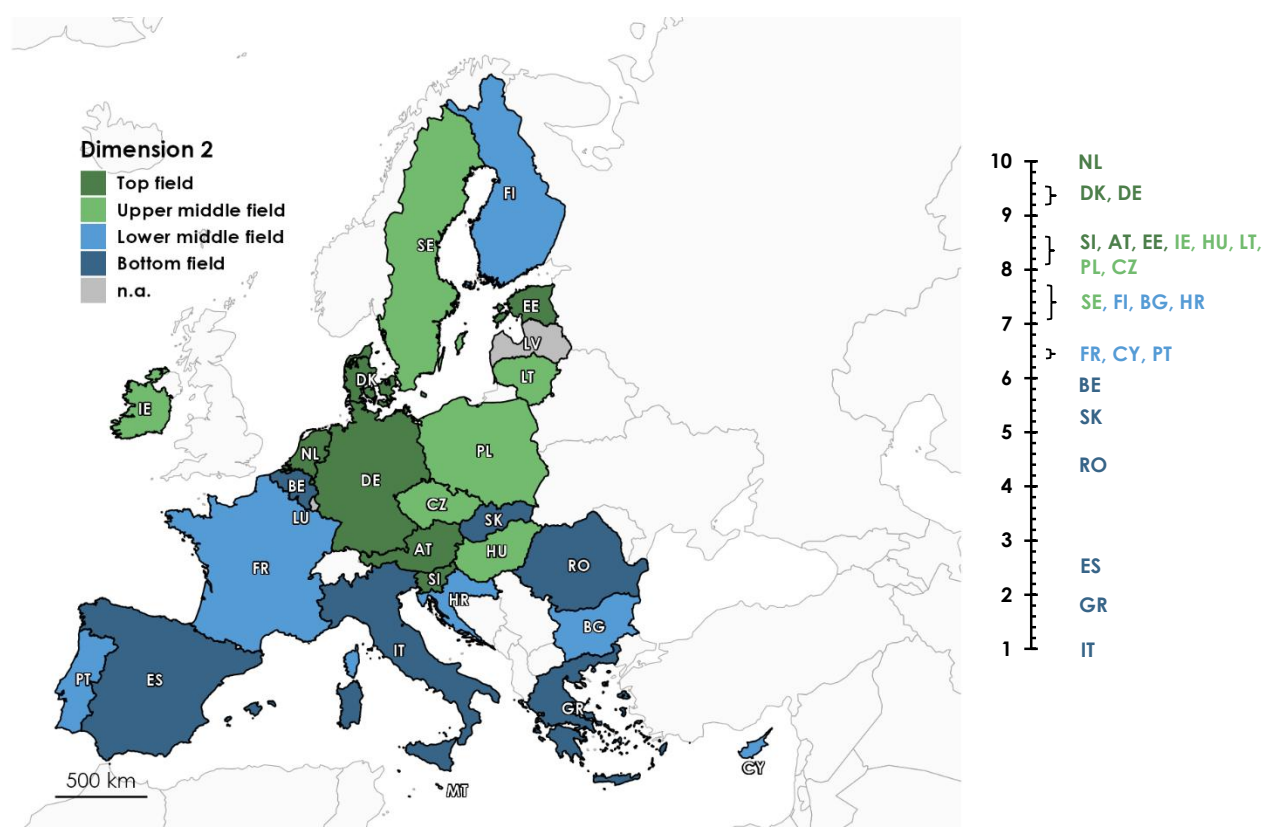 Dimension 2
Top field
Upper middle field
Lower middle field
Bottom field
n.a.
FI
SE
EE
LV
LT
DK
IE
NL
PL
DE
BE
CZ
LU
SK
AT
HU
FR
RO
SI
HR
BG
IT
PT
ES
GR
CY
MT
500 km
10 NL
DK, DE
9
SI, AT, EE, IE, HU, LT,
8 PL, CZ
SE, FI, BG, HR
7
FR, CY, PT
6 BE
SK
5
RO
4
3
ES
2 GR
1 IT